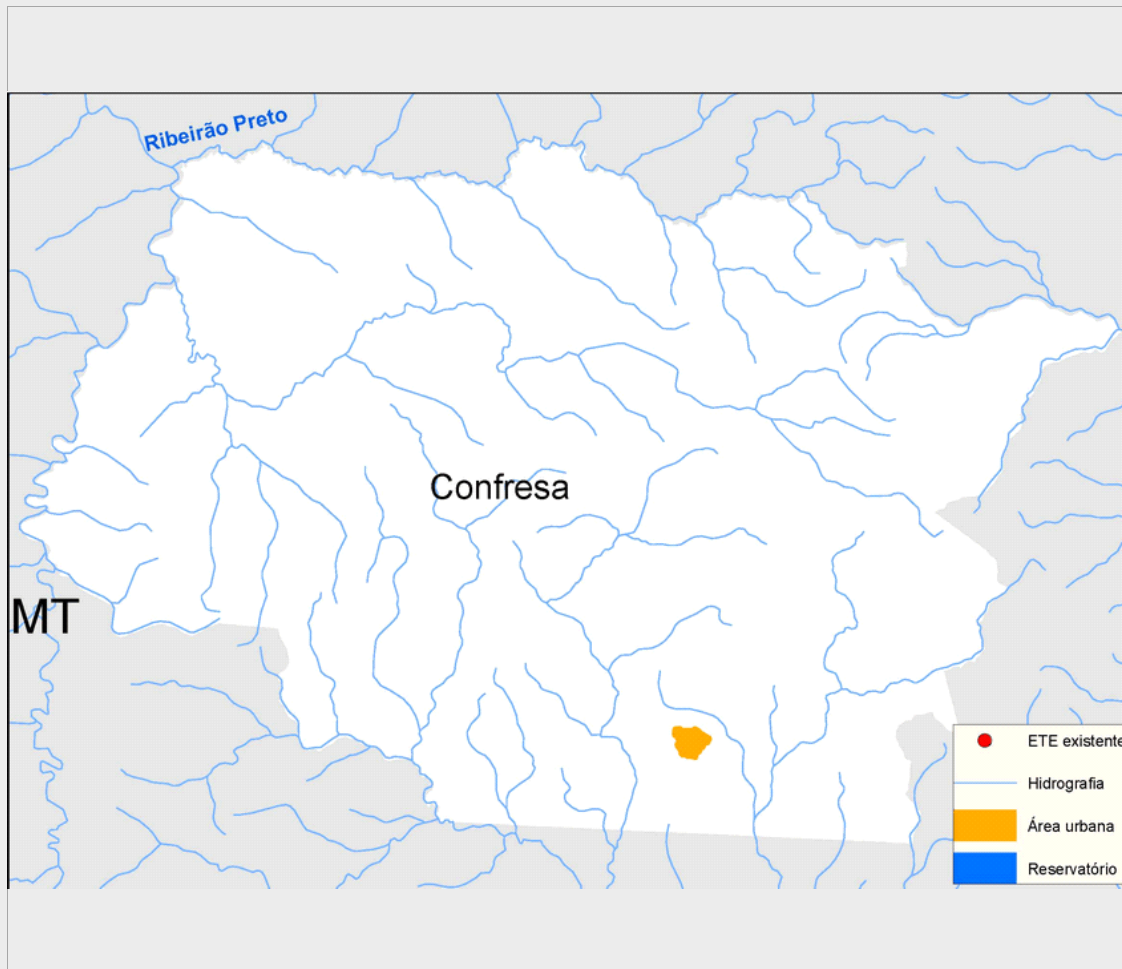 Ribeirão Preto
Confresa
MT
ETE existente
Hidrografia
Área urbana
Reservatório